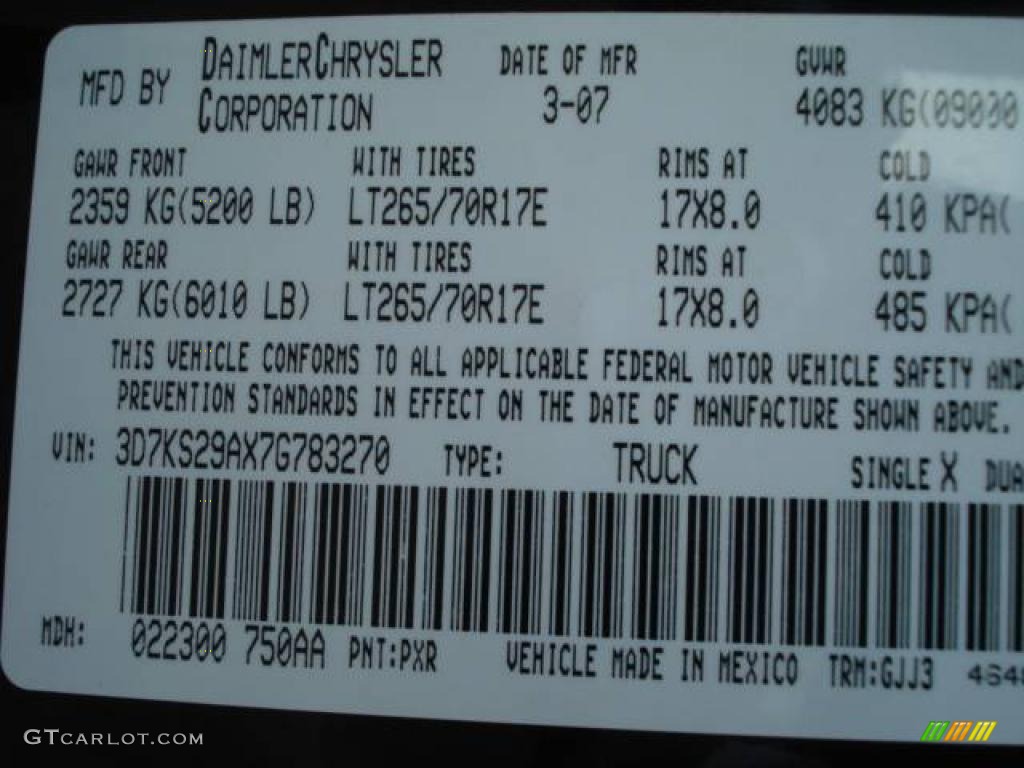 MFD BY DAIMLERCHRYSLER CORPORATION DATE OF MFR GVWR
3-07 4083 KG(09000
GAWR FRONT WITH TIRES RIMS AT COLD
2359 KG(5200 LB) LT265/70R17E 17X8.0 410 KPA(
GAWR REAR WITH TIRES RIMS AT COLD
2727 KG(6010 LB) LT265/70R17E 17X8.0 485 KPA(
THIS VEHICLE CONFORMS TO ALL APPLICABLE FEDERAL MOTOR VEHICLE SAFETY AND
PREVENTION STANDARDS IN EFFECT ON THE DATE OF MANUFACTURE SHOWN ABOVE.
VIN: 3D7KS29AX7G783270 TYPE: TRUCK SINGLE X DUA
MDH: 022300 750AA PNT:PXR VEHICLE MADE IN MEXICO TRM:GJJ3 4648
GTCARLOT.COM